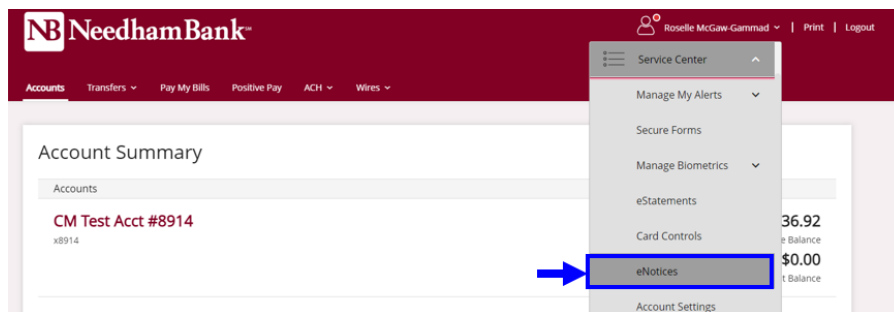 NB NeedhamBank
Roselle McGaw-Gammad | Print | Logout
Service Center
Accounts Transfers Pay My Bills Positive Pay ACH Wires
Manage My Alerts
Secure Forms
Account Summary
Manage Biometrics
Accounts
eStatements
CM Test Acct #8914
36.92
x8914
Card Controls
e Balance
$0.00
eNotices
t Balance
Account Settings